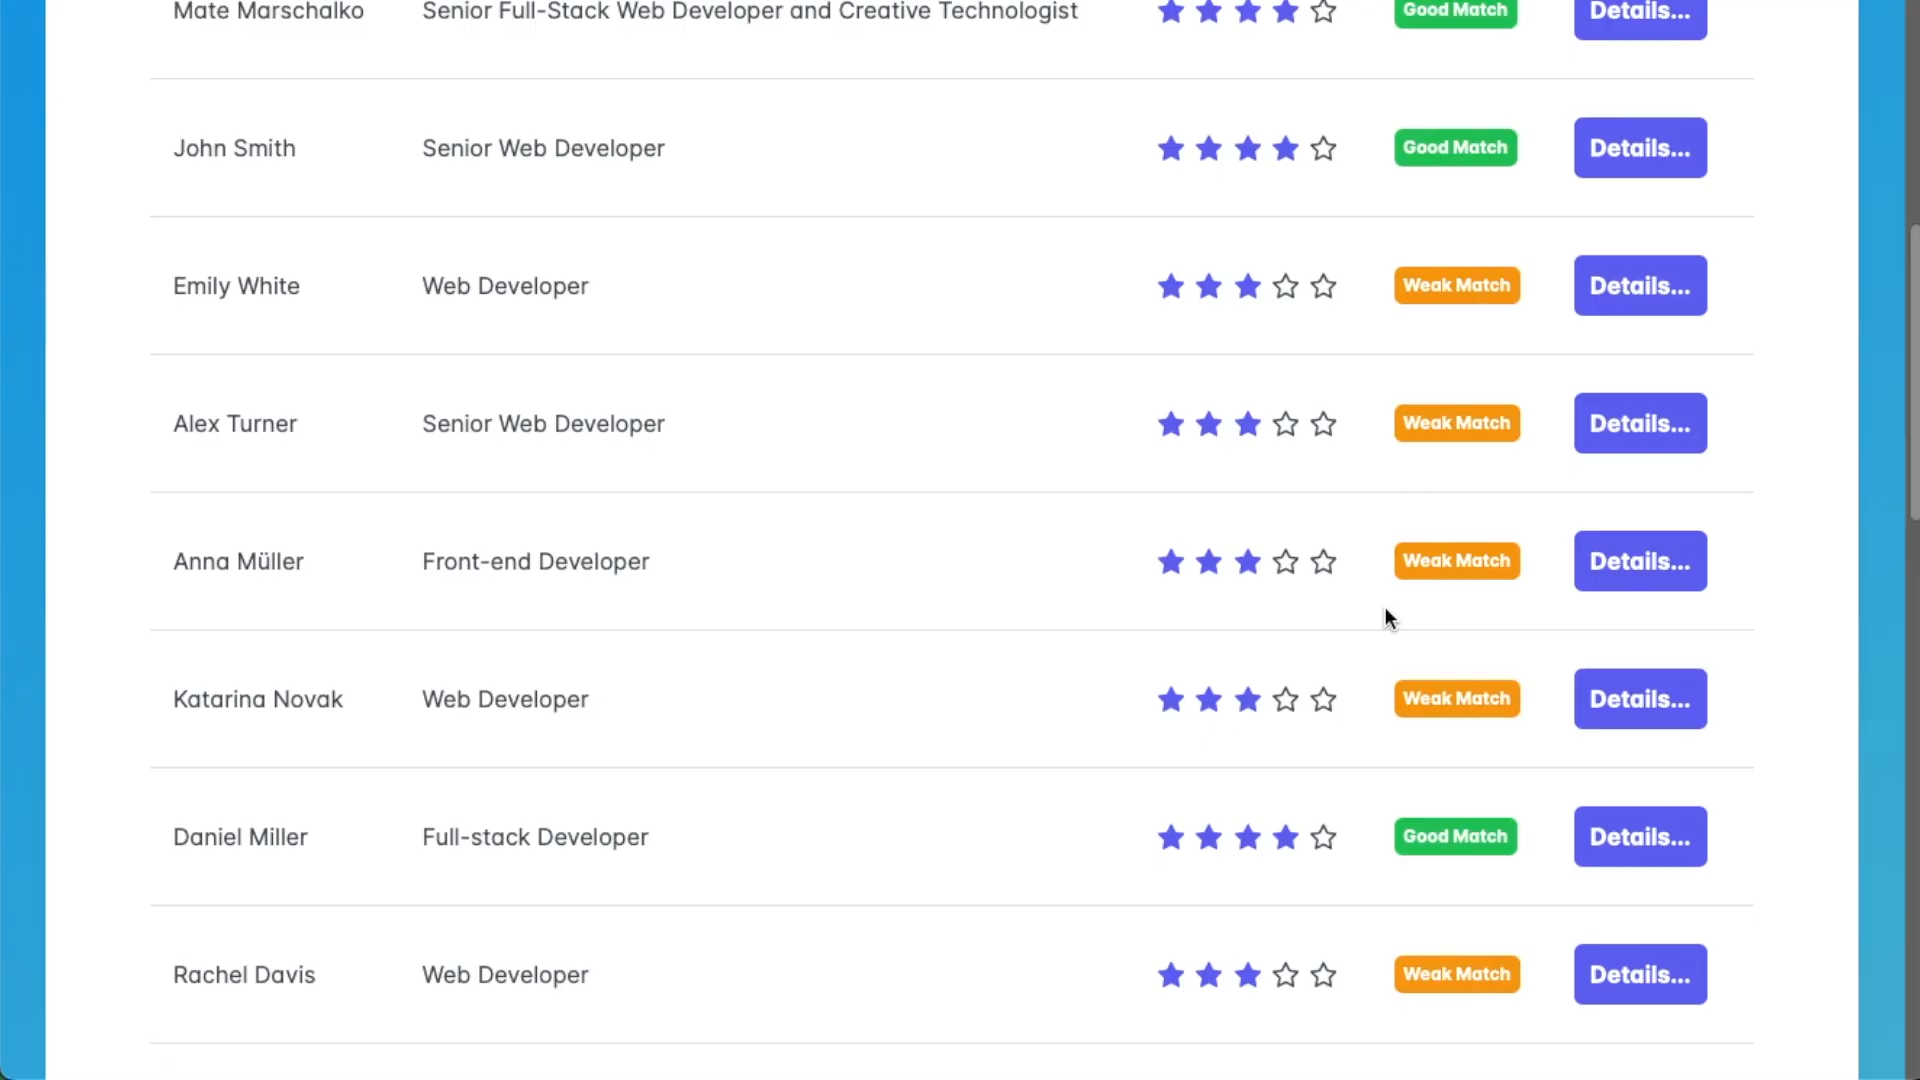 Mate Marschalko Senior Full-Stack Web Developer and Creative Technologist Good Match Details...
John Smith Senior Web Developer Good Match Details...
Emily White Web Developer Weak Match Details...
Alex Turner Senior Web Developer Weak Match Details...
Anna Müller Front-end Developer Weak Match Details...
Katarina Novak Web Developer Weak Match Details...
Daniel Miller Full-stack Developer Good Match Details...
Rachel Davis Web Developer Weak Match Details...